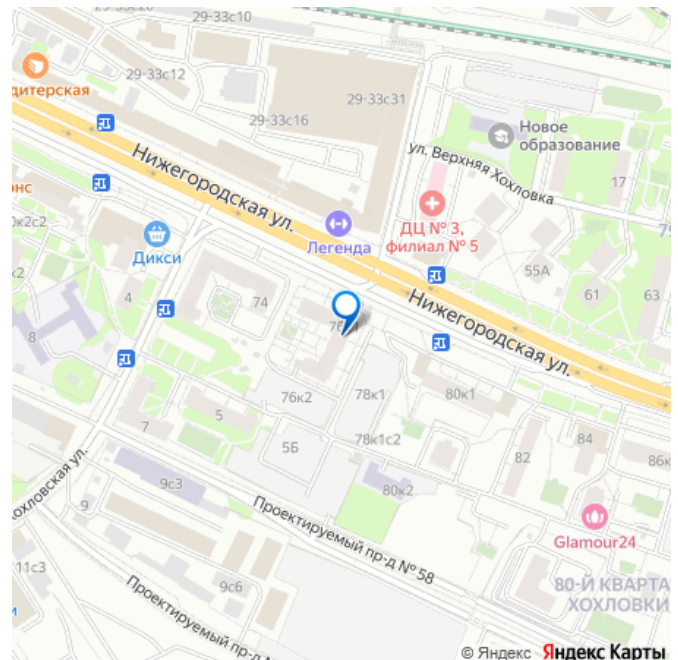 29-33с10
29-33с12
дитерская
29-33с31
29-33с16
Новое
образование
ул. Верхняя Хохловка
17
Нижегородская ул.
ДЦ № 3,
филиал № 5
Легенда
Дикси
нс
0к2с2
к2
4
8
74
55А
61
63
Нижегородская ул.
76к2
78к1
80к1
5
7
5Б
78к1с2
82
84
86к
9с3
9
80к2
Хохловская ул.
Проектируемый пр-д № 58
Glamour24
11с3
9с6
80-Й КВАРТА
ХОХЛОВКИ
Проектируемый пр-д №
© Яндекс Яндекс Карты